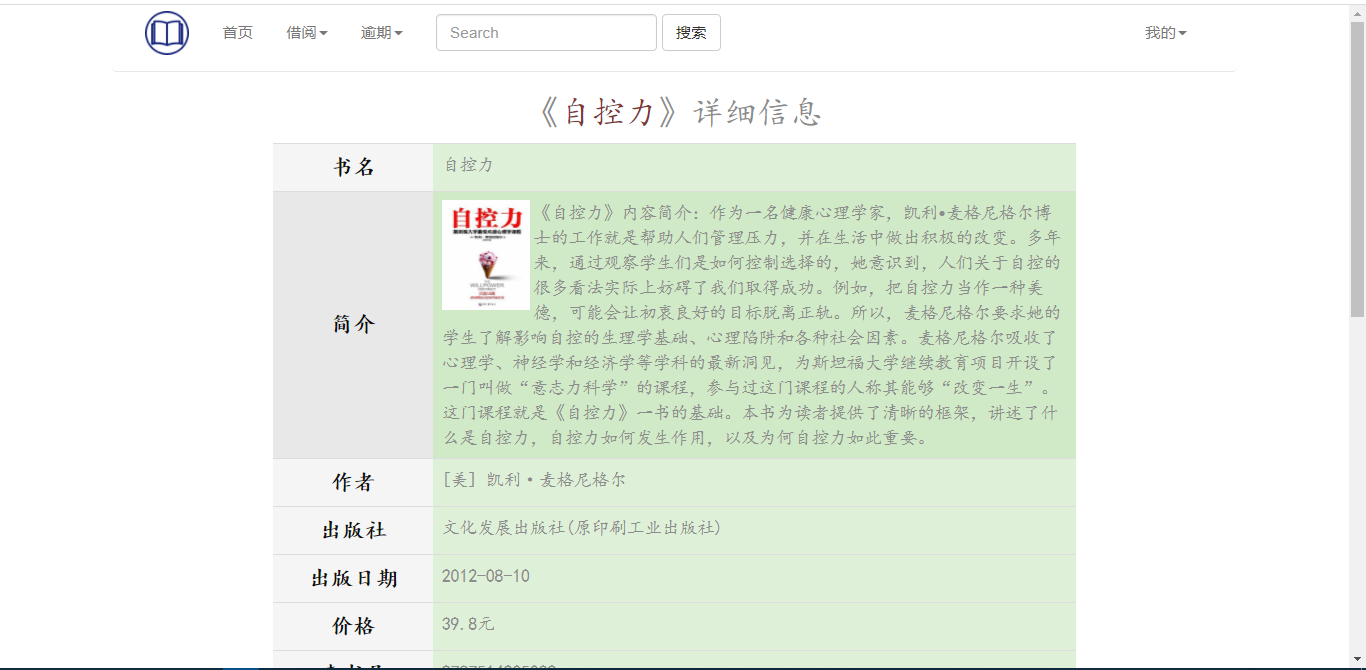 首页 借阅 逾期 Search 搜索 我的
《自控力》详细信息
书名 自控力
自控力
《自控力》内容简介：作为一名健康心理学家，凯利•麦格尼格尔博
士的工作就是帮助人们管理压力，并在生活中做出积极的改变。多年
来，通过观察学生们是如何控制选择的，她意识到，人们关于自控的
很多看法实际上妨碍了我们取得成功。例如，把自控力当作一种美
德，可能会让初衷良好的目标脱离正轨。所以，麦格尼格尔要求她的
简介
学生了解影响自控的生理学基础、心理陷阱和各种社会因素。麦格尼格尔吸收了
心理学、神经学和经济学等学科的最新洞见，为斯坦福大学继续教育项目开设了
一门叫做“意志力科学”的课程，参与过这门课程的人称其能够“改变一生”。
这门课程就是《自控力》一书的基础。本书为读者提供了清晰的框架，讲述了什
么是自控力，自控力如何发生作用，以及为何自控力如此重要。
作者 [美] 凯利·麦格尼格尔
出版社 文化发展出版社(原印刷工业出版社)
出版日期 2012-08-10
价格 39.8元